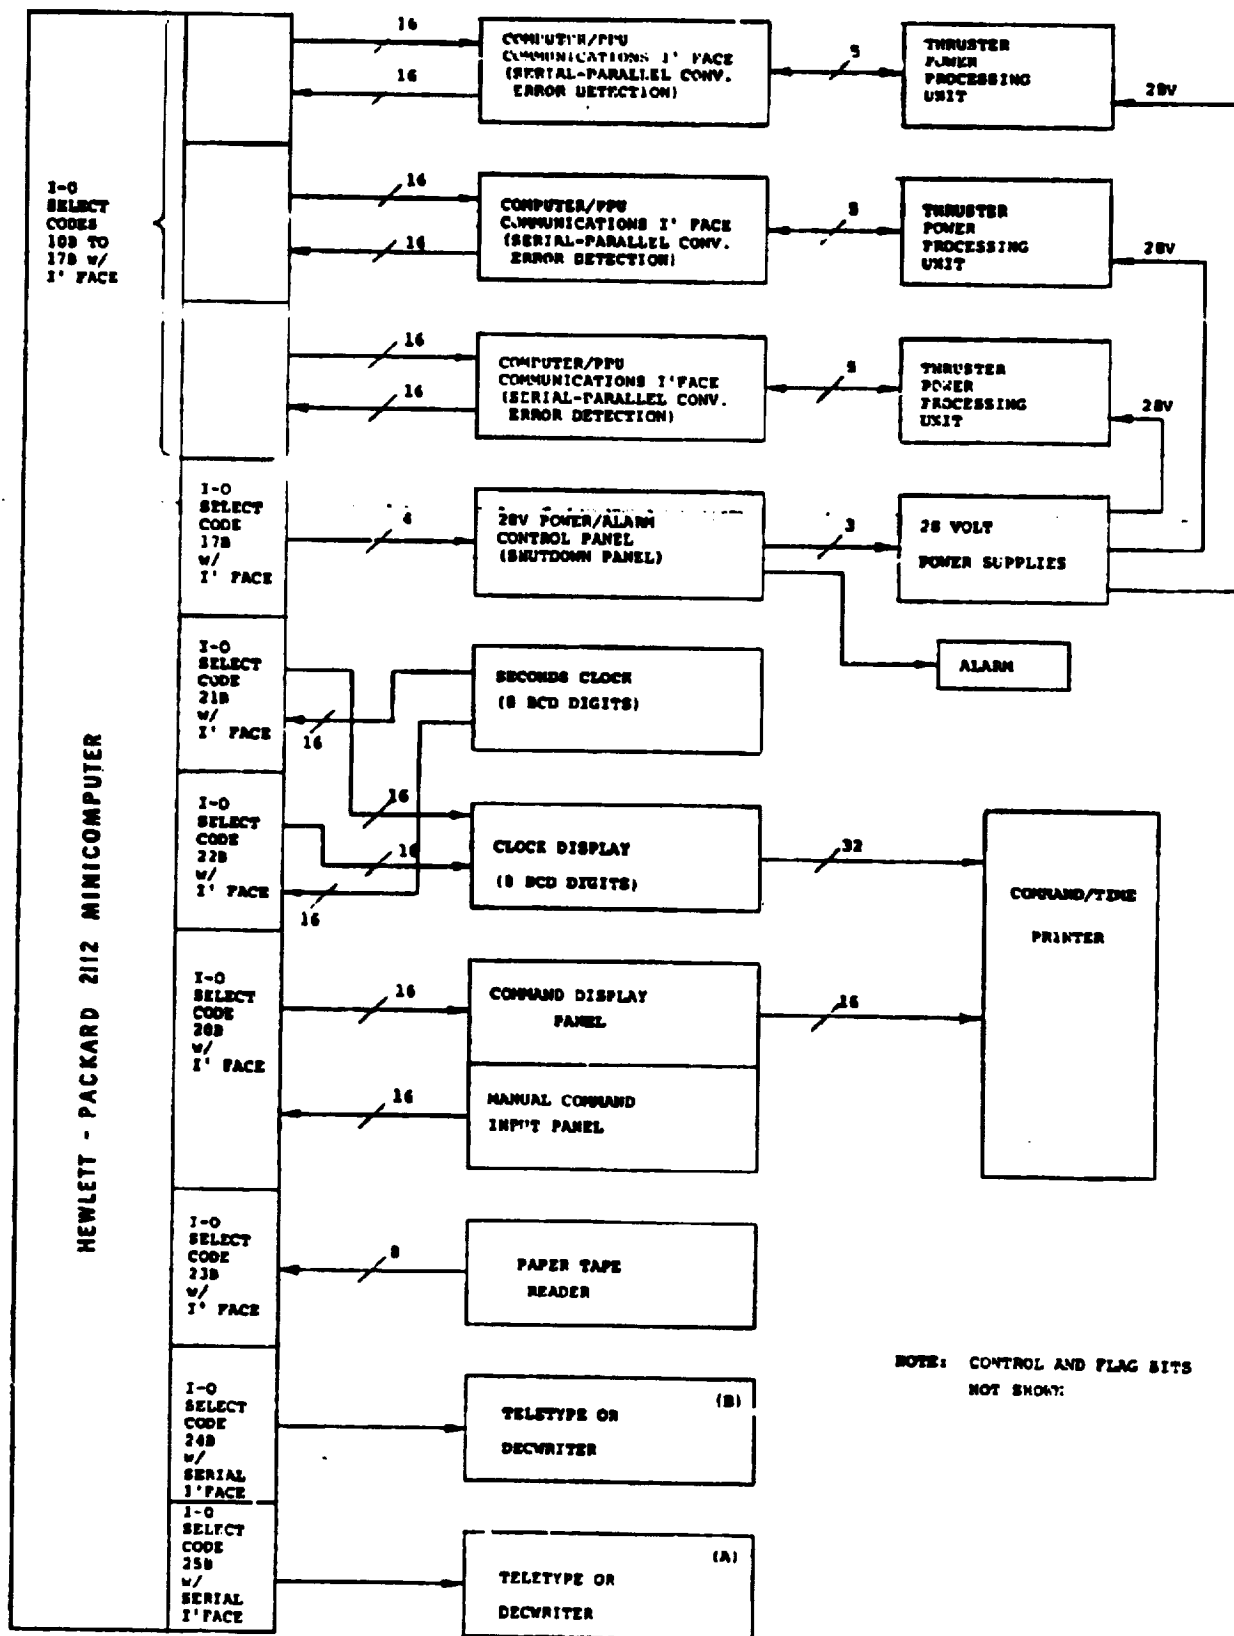 I-O
SELECT
CODES
10B TO
17B w/
I' FACE
HEWLETT - PACKARD 2112 MINICOMPUTER
16
16
COMPUTER/PPU
COMMUNICATIONS I' FACE
(SERIAL-PARALLEL CONV.
ERROR DETECTION)
5
THRUSTER
POWER
PROCESSING
UNIT
28V
16
16
COMPUTER/PPU
COMMUNICATIONS I' FACE
(SERIAL-PARALLEL CONV.
ERROR DETECTION)
5
THRUSTER
POWER
PROCESSING
UNIT
28V
16
16
COMPUTER/PPU
COMMUNICATIONS I'FACE
(SERIAL-PARALLEL CONV.
ERROR DETECTION)
5
THRUSTER
POWER
PROCESSING
UNIT
28V
I-O
SELECT
CODE
17B
w/
I' FACE
4
28V POWER/ALARM
CONTROL PANEL
(SHUTDOWN PANEL)
3
28 VOLT
POWER SUPPLIES
ALARM
I-O
SELECT
CODE
21B
w/
I' FACE
16
SECONDS CLOCK
(8 BCD DIGITS)
I-O
SELECT
CODE
22B
w/
I' FACE
16
16
16
CLOCK DISPLAY
(8 BCD DIGITS)
32
COMMAND/TIME
PRINTER
I-O
SELECT
CODE
20B
w/
I' FACE
16
COMMAND DISPLAY
PANEL
16
16
MANUAL COMMAND
INPUT PANEL
I-O
SELECT
CODE
23B
w/
I' FACE
8
PAPER TAPE
READER
NOTE: CONTROL AND FLAG BITS
NOT SHOWN
I-O
SELECT
CODE
24B
w/
SERIAL
I'FACE
(B)
TELETYPE OR
DECWRITER
I-O
SELECT
CODE
25B
w/
SERIAL
I'FACE
(A)
TELETYPE OR
DECWRITER